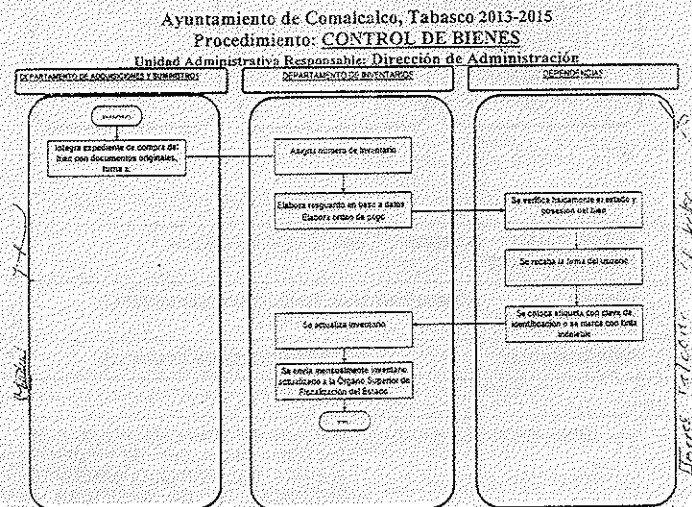 Ayuntamiento de Comalcalco, Tabasco 2013-2015
Procedimiento: CONTROL DE BIENES
Unidad Administrativa Responsable: Dirección de Administración
DEPARTAMENTO DE ADQUISICIONES Y SUMINISTROS
DEPARTAMENTO DE INVENTARIOS
DEPENDENCIAS
Integra expediente de compra del
bien con documentos originales,
turna a:
Asigna número de Inventario
Elabora resguardo en base a datos
Elabora orden de pago
Se verifica físicamente el estado y
posesión del bien
Se recaba la firma del usuario
Se coloca etiqueta con clave de
identificación o se marca con tinta
indeleble
Se actualiza inventario
Se envía mensualmente inventario
actualizado a la Órgano Superior de
Fiscalización del Estado